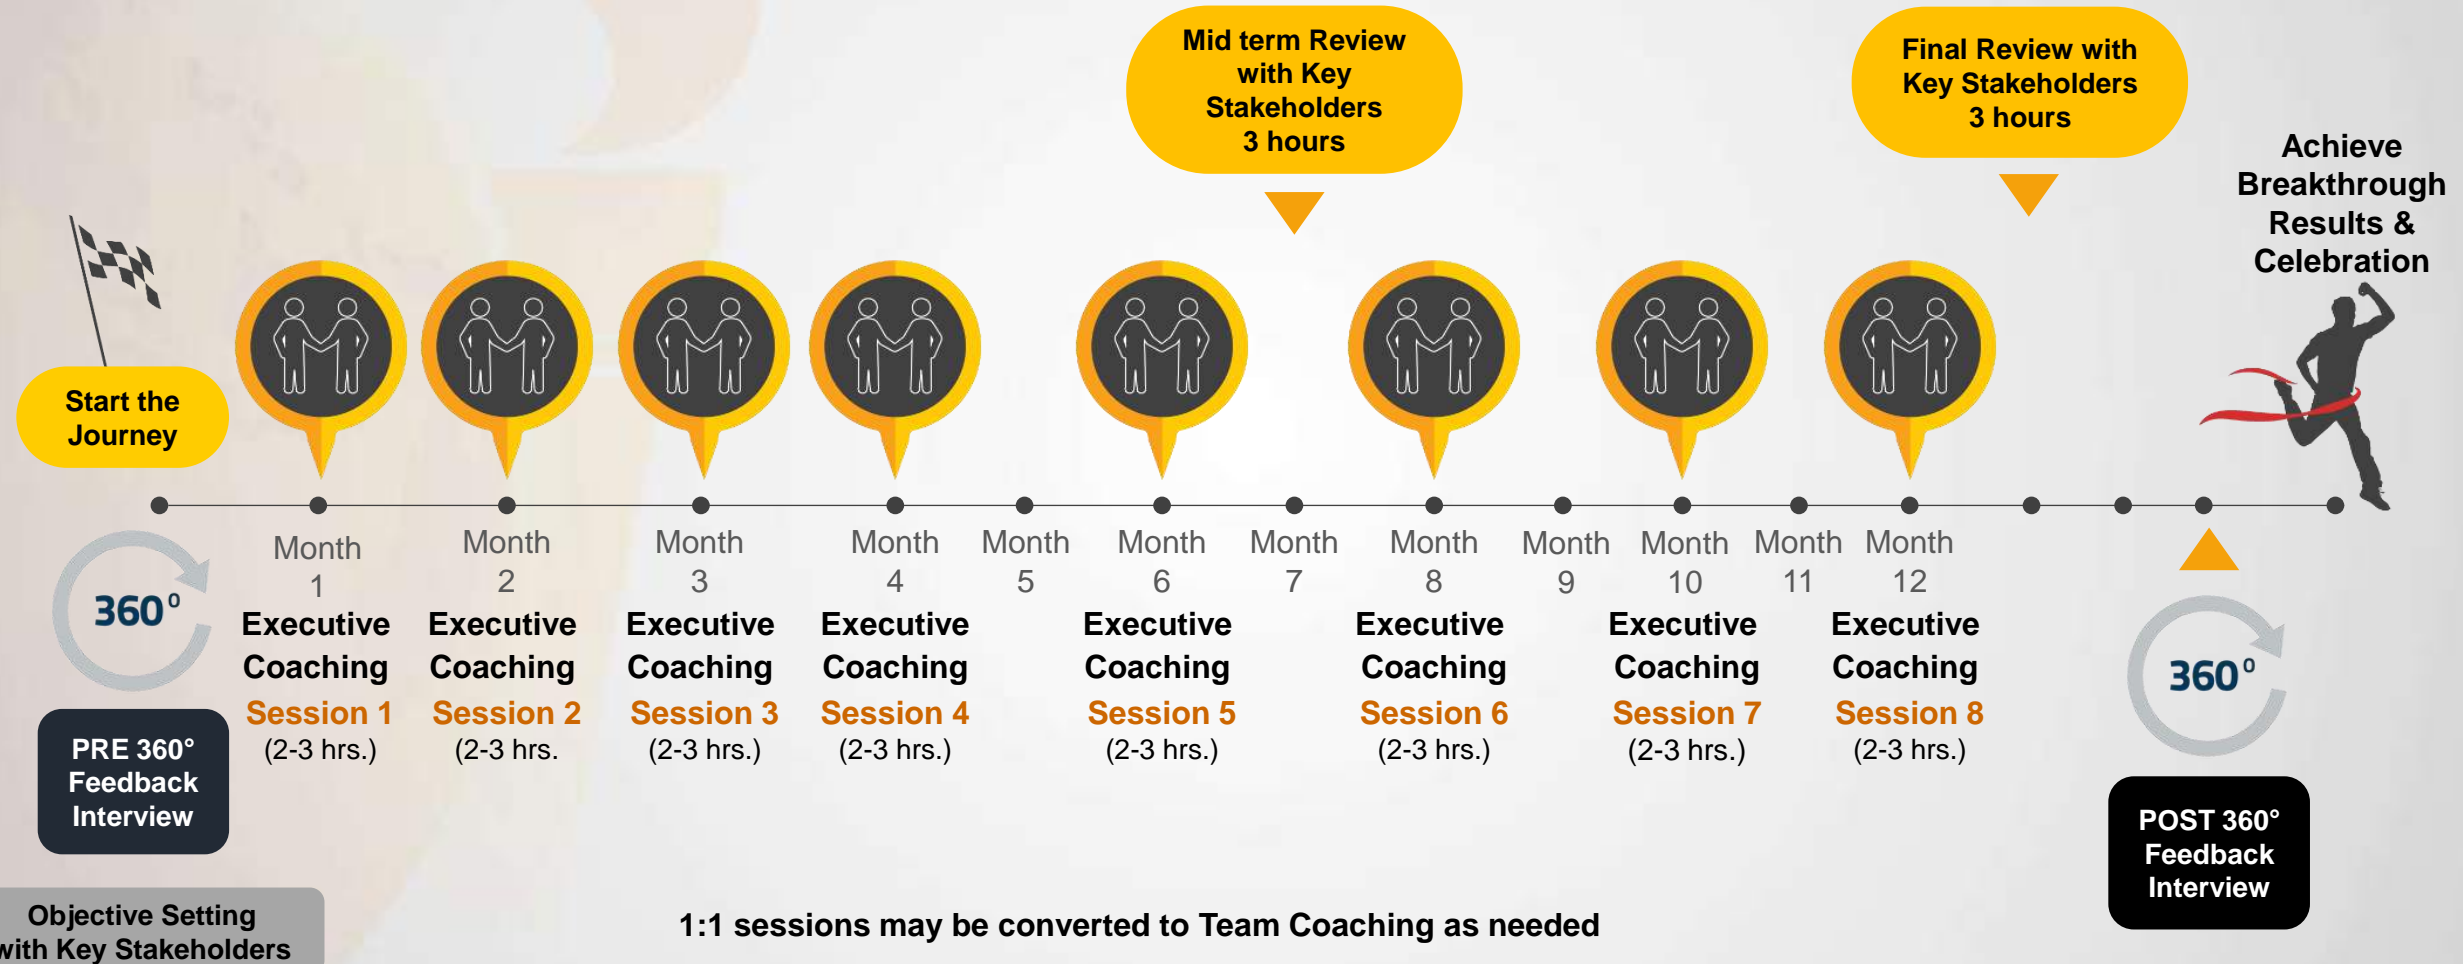 Mid term Review
with Key
Stakeholders
3 hours
Final Review with
Key Stakeholders
3 hours
Achieve
Breakthrough
Results &
Celebration
Start the
Journey
Month
1
Month
2
Month
3
Month
4
Month
5
Month
6
Month
7
Month
8
Month
9
Month
10
Month
11
Month
12
Executive
Coaching
Session 1
(2-3 hrs.)
Executive
Coaching
Session 2
(2-3 hrs.
Executive
Coaching
Session 3
(2-3 hrs.)
Executive
Coaching
Session 4
(2-3 hrs.)
Executive
Coaching
Session 5
(2-3 hrs.)
Executive
Coaching
Session 6
(2-3 hrs.)
Executive
Coaching
Session 7
(2-3 hrs.)
Executive
Coaching
Session 8
(2-3 hrs.)
360⁰
PRE 360°
Feedback
Interview
360⁰
POST 360°
Feedback
Interview
Objective Setting
with Key Stakeholders
1:1 sessions may be converted to Team Coaching as needed